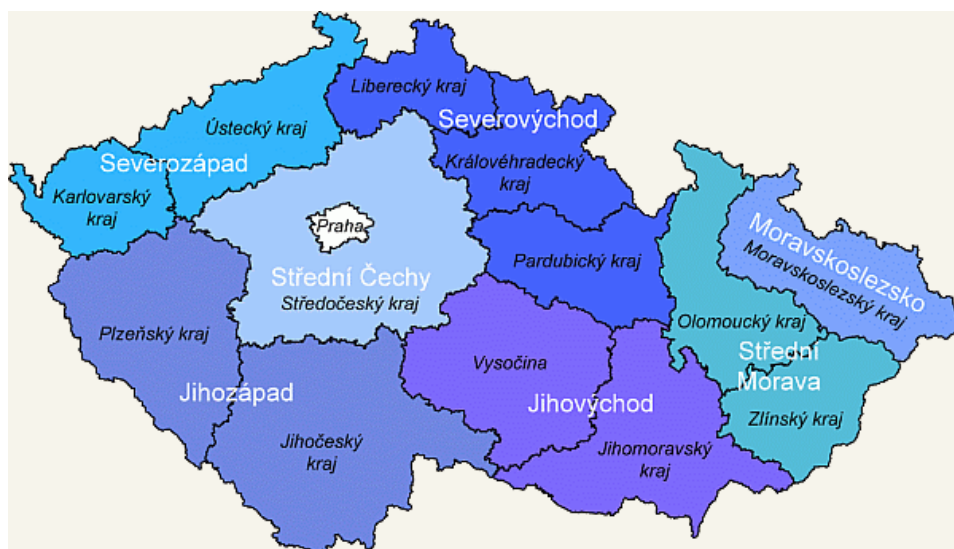 Liberecký kraj
Severovýchod
Ústecký kraj
Severozápad
Královéhradecký
kraj
Karlovarský
kraj
Praha
Moravskoslezsko
Moravskoslezský kraj
Střední Čechy
Středočeský kraj
Pardubický kraj
Olomoucký kraj
Plzeňský kraj
Střední
Morava
Vysočina
Jihozápad
Jihovýchod
Zlínský kraj
Jihočeský
kraj
Jihomoravský
kraj